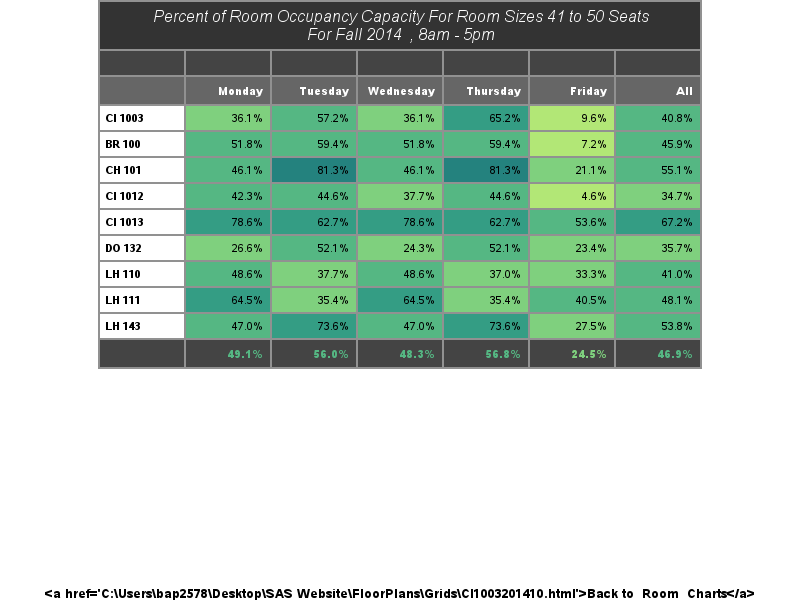 Percent of Room Occupancy Capacity For Room Sizes 41 to 50 Seats
For Fall 2014 , 8am - 5pm
Monday Tuesday Wednesday Thursday Friday All
CI 1003 36.1% 57.2% 36.1% 65.2% 9.6% 40.8%
BR 100 51.8% 59.4% 51.8% 59.4% 7.2% 45.9%
CH 101 46.1% 81.3% 46.1% 81.3% 21.1% 55.1%
CI 1012 42.3% 44.6% 37.7% 44.6% 4.6% 34.7%
CI 1013 78.6% 62.7% 78.6% 62.7% 53.6% 67.2%
DO 132 26.6% 52.1% 24.3% 52.1% 23.4% 35.7%
LH 110 48.6% 37.7% 48.6% 37.0% 33.3% 41.0%
LH 111 64.5% 35.4% 64.5% 35.4% 40.5% 48.1%
LH 143 47.0% 73.6% 47.0% 73.6% 27.5% 53.8%
49.1% 56.0% 48.3% 56.8% 24.5% 46.9%
<a href='C:\Users\bap2578\Desktop\SAS Website\FloorPlans\Grids\CI1003201410.html'>Back to Room Charts</a>